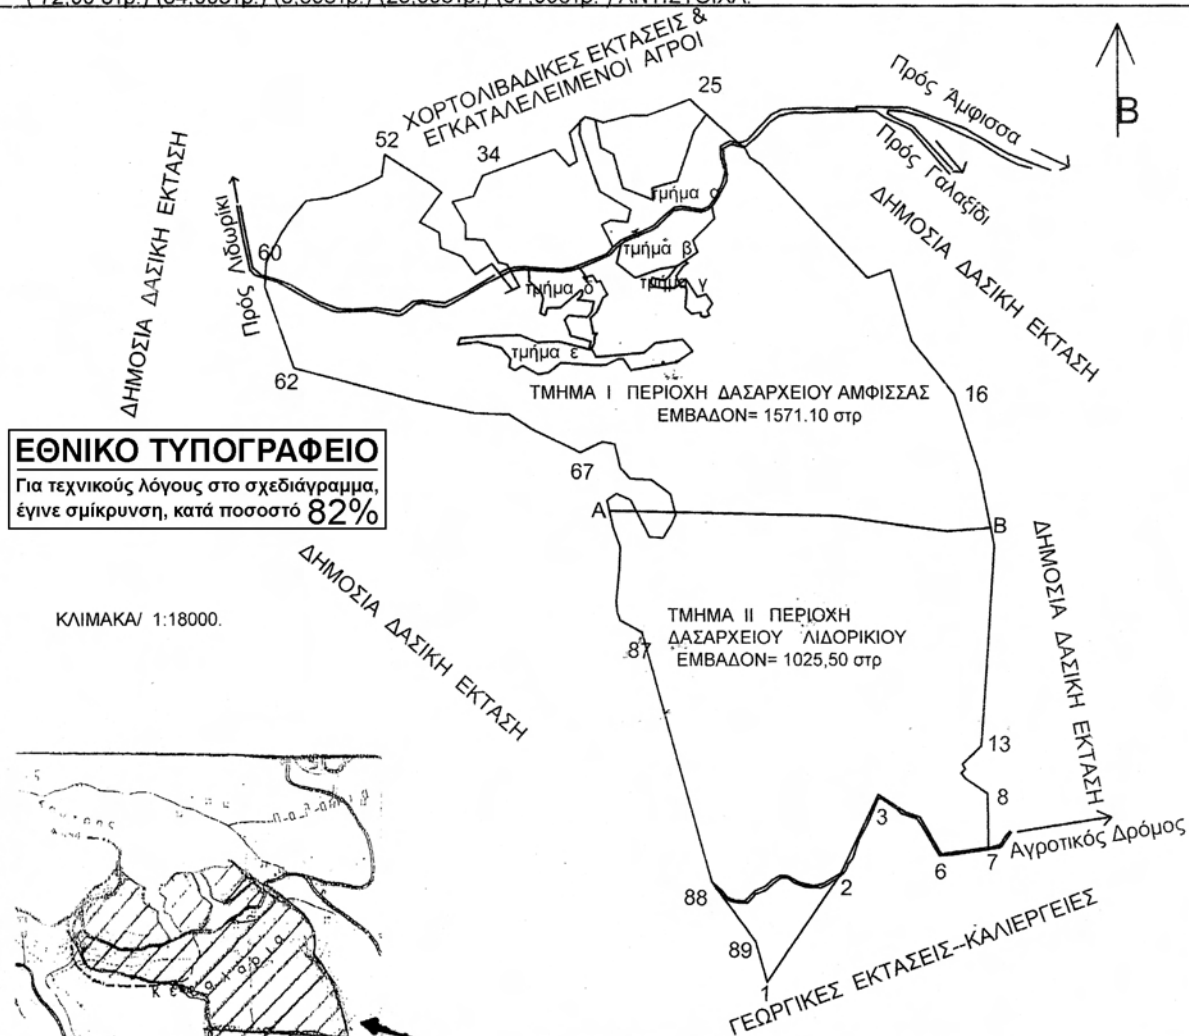 ΧΟΡΤΟΛΙΒΑΔΙΚΕΣ ΕΚΤΑΣΕΙΣ &
ΕΓΚΑΤΑΛΕΛΕΙΜΕΝΟΙ ΑΓΡΟΙ
25
Πρός Άμφισσα
Β
52
34
Πρός Γαλαξίδι
ΔΗΜΟΣΙΑ ΔΑΣΙΚΗ ΕΚΤΑΣΗ
ΔΗΜΟΣΙΑ ΔΑΣΙΚΗ ΕΚΤΑΣΗ
Πρός Λιδωρίκι
60
τμήμα α
τμήμα β
τμήμα γ
τμήμα δ
τμήμα ε
62
ΤΜΗΜΑ Ι ΠΕΡΙΟΧΗ ΔΑΣΑΡΧΕΙΟΥ ΑΜΦΙΣΣΑΣ
ΕΜΒΑΔΟΝ= 1571.10 στρ
16
ΕΘΝΙΚΟ ΤΥΠΟΓΡΑΦΕΙΟ
Για τεχνικούς λόγους στο σχεδιάγραμμα,
έγινε σμίκρυνση, κατά ποσοστό 82%
67
Α
Β
ΔΗΜΟΣΙΑ ΔΑΣΙΚΗ ΕΚΤΑΣΗ
ΔΗΜΟΣΙΑ ΔΑΣΙΚΗ ΕΚΤΑΣΗ
ΚΛΙΜΑΚΑ/ 1:18000.
ΤΜΗΜΑ ΙΙ ΠΕΡΙΟΧΗ
ΔΑΣΑΡΧΕΙΟΥ ΛΙΔΟΡΙΚΙΟΥ
ΕΜΒΑΔΟΝ= 1025,50 στρ
87
13
8
3
Αγροτικός Δρόμος
6
7
2
88
89
1
ΓΕΩΡΓΙΚΕΣ ΕΚΤΑΣΕΙΣ--ΚΑΛΙΕΡΓΕΙΕΣ